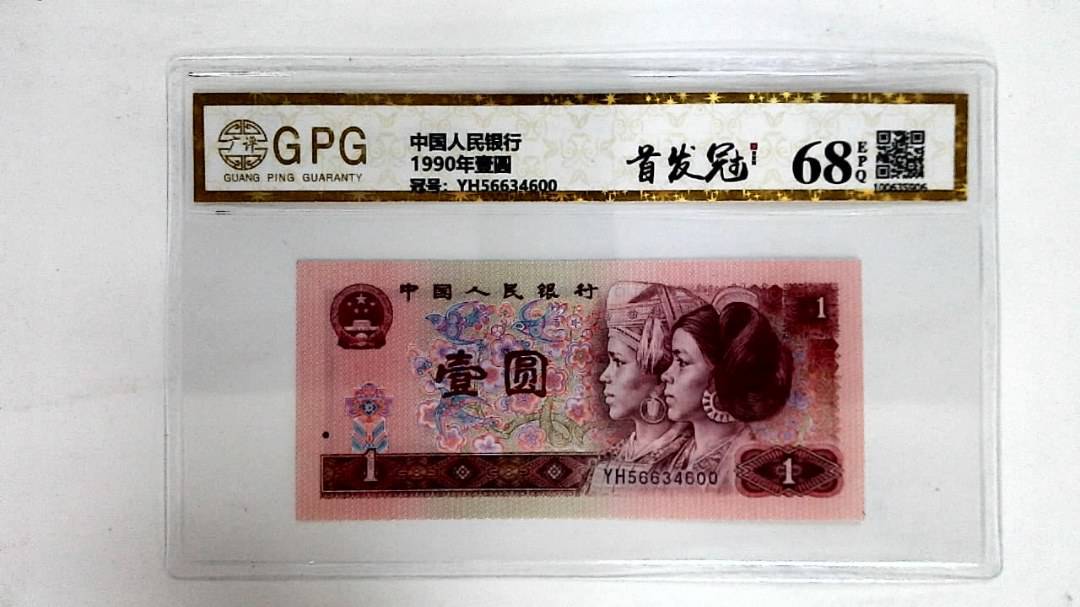 广评
GPG
GUANG PING GUARANTY
中国人民银行
1990年壹圆
冠号：YH56634600
首发冠
68
EPQ
100635906
中国人民银行
1
壹圆
1
YH56634600
1